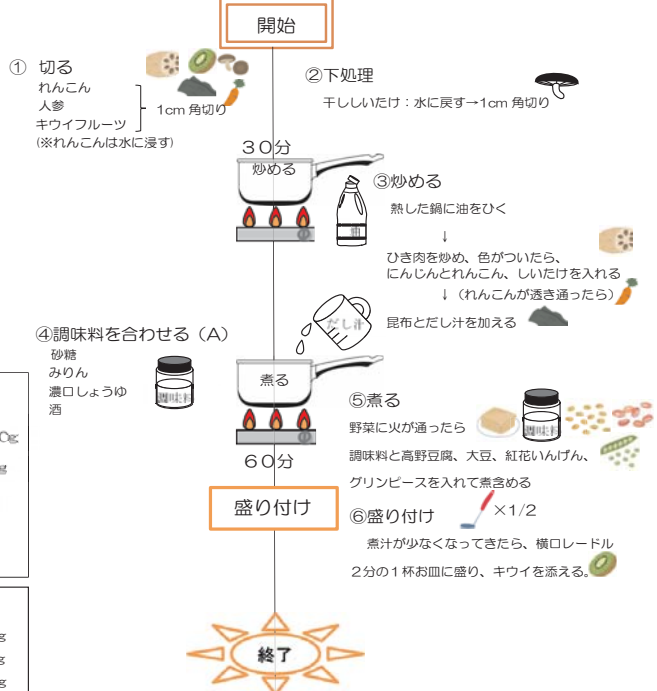 開始
① 切る
れんこん
人参
キウイフルーツ
1cm 角切り
(※れんこんは水に浸す)
②下処理
干ししいたけ：水に戻す→1cm 角切り
30分
炒める
油
③炒める
熱した鍋に油をひく
↓
ひき肉を炒め、色がついたら、
にんじんとれんこん、しいたけを入れる
↓（れんこんが透き通ったら）
昆布とだし汁を加える
だし汁
④調味料を合わせる（A）
砂糖
みりん
濃口しょうゆ
酒
調味料
煮る
60分
⑤煮る
野菜に火が通ったら
調味料
調味料と高野豆腐、大豆、紅花いんげん、
グリンピースを入れて煮含める
盛り付け
⑥盛り付け
×1/2
煮汁が少なくなってきたら、横口レードル
2分の1杯お皿に盛り、キウイを添える。
終了
0g
g
g
g
g